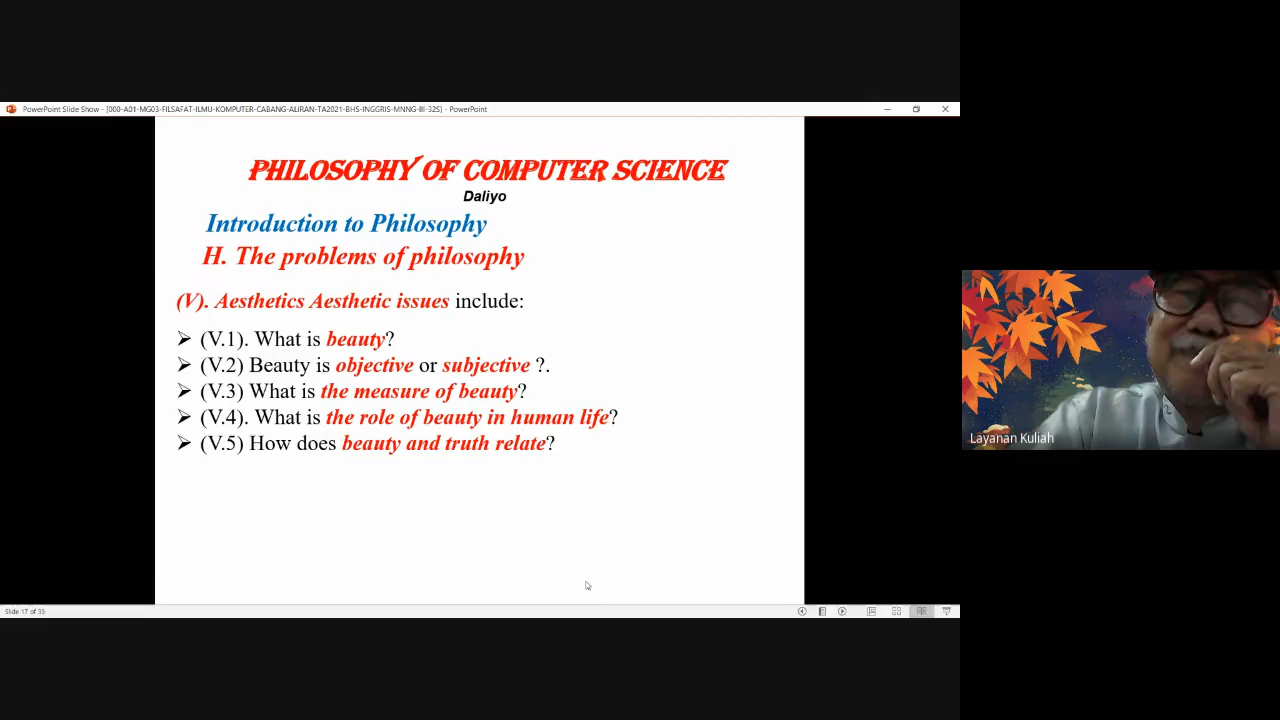 PowerPoint Slide Show - [000-A01-MG03-FILSAFAT-ILMU-KOMPUTER-CABANG-ALIRAN-TA2021-BHS-INGGRIS-MNNG-III-32S] - PowerPoint
PHILOSOPHY OF COMPUTER SCIENCE
Daliyo
Introduction to Philosophy
H. The problems of philosophy
(V). Aesthetics Aesthetic issues include:
➢ (V.1). What is beauty?
➢ (V.2) Beauty is objective or subjective ?.
➢ (V.3) What is the measure of beauty?
➢ (V.4). What is the role of beauty in human life?
➢ (V.5) How does beauty and truth relate?
Layanan Kuliah
Slide 17 of 33